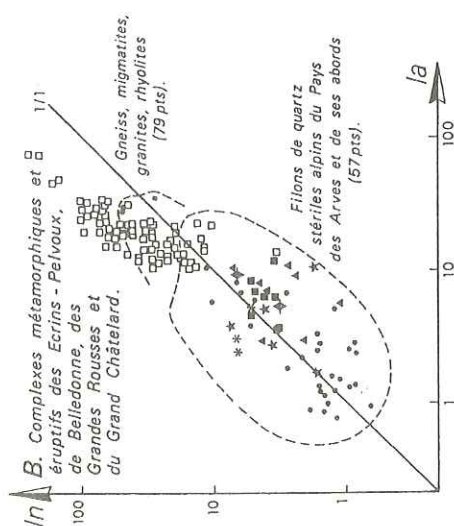 In
B. Complexes métamorphiques et
éruptifs des Ecrins - Pelvoux,
de Belledonne, des
Grandes Rousses et
du Grand Châtelard.
1/1
Gneiss, migmatites,
granites, rhyolites
(79 pts).
Filons de quartz
stériles alpins du Pays
des Arves et de ses abords
(57 pts).
100
10
1
1
10
100
Ia